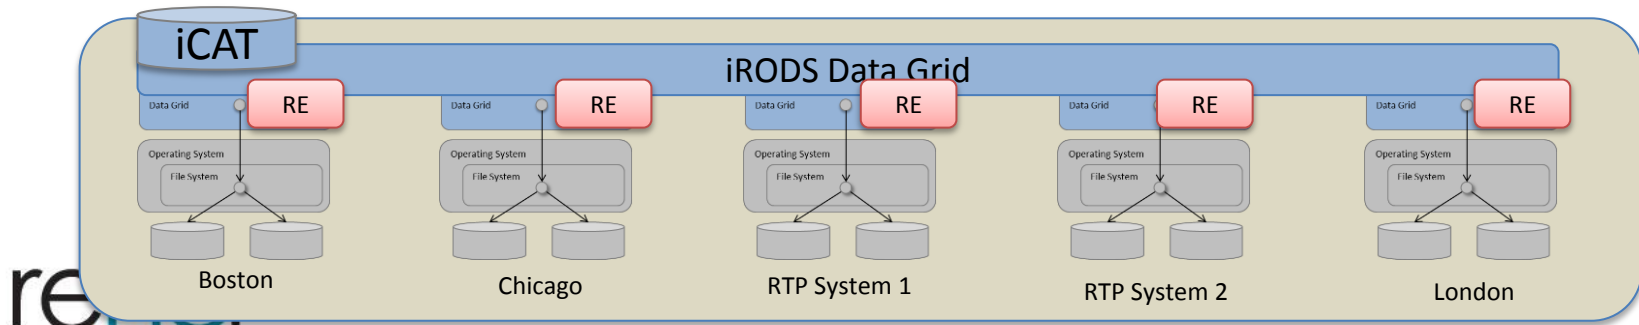 iCAT
iRODS Data Grid
Data Grid RE
Data Grid RE
Data Grid RE
Data Grid RE
Data Grid RE
Operating System
Operating System
Operating System
Operating System
Operating System
File System
File System
File System
File System
File System
Boston
Chicago
RTP System 1
RTP System 2
London